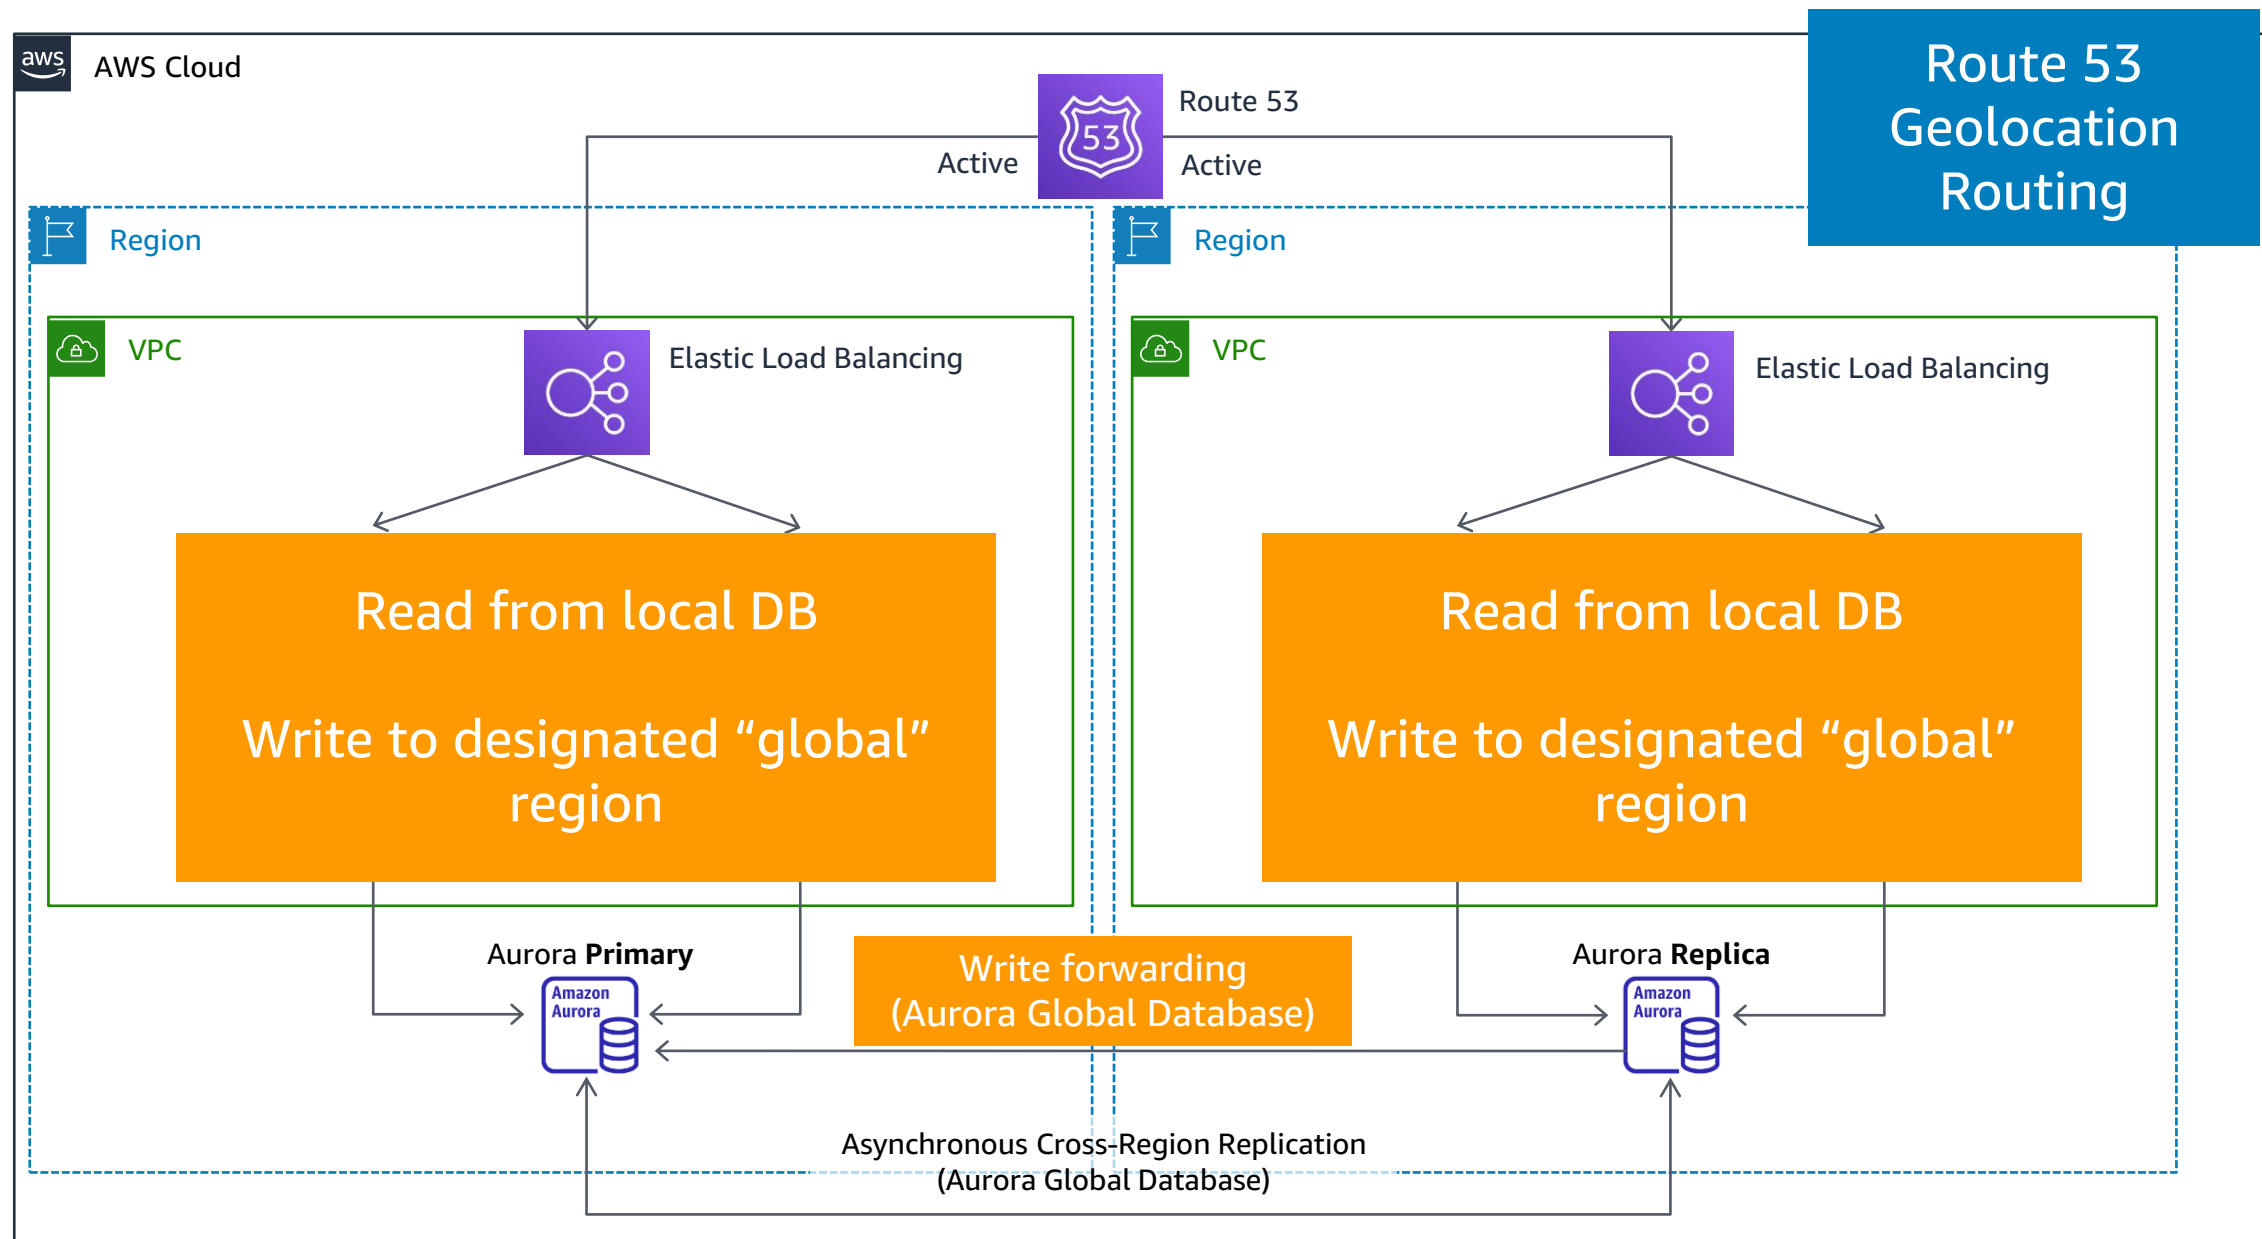 aws
AWS Cloud
Route 53
Geolocation
Routing
53
Route 53
Active
Active
Region
Region
VPC
Elastic Load Balancing
VPC
Elastic Load Balancing
Read from local DB
Write to designated “global”
region
Read from local DB
Write to designated “global”
region
Aurora Primary
Amazon
Aurora
Write forwarding
(Aurora Global Database)
Aurora Replica
Amazon
Aurora
Asynchronous Cross-Region Replication
(Aurora Global Database)